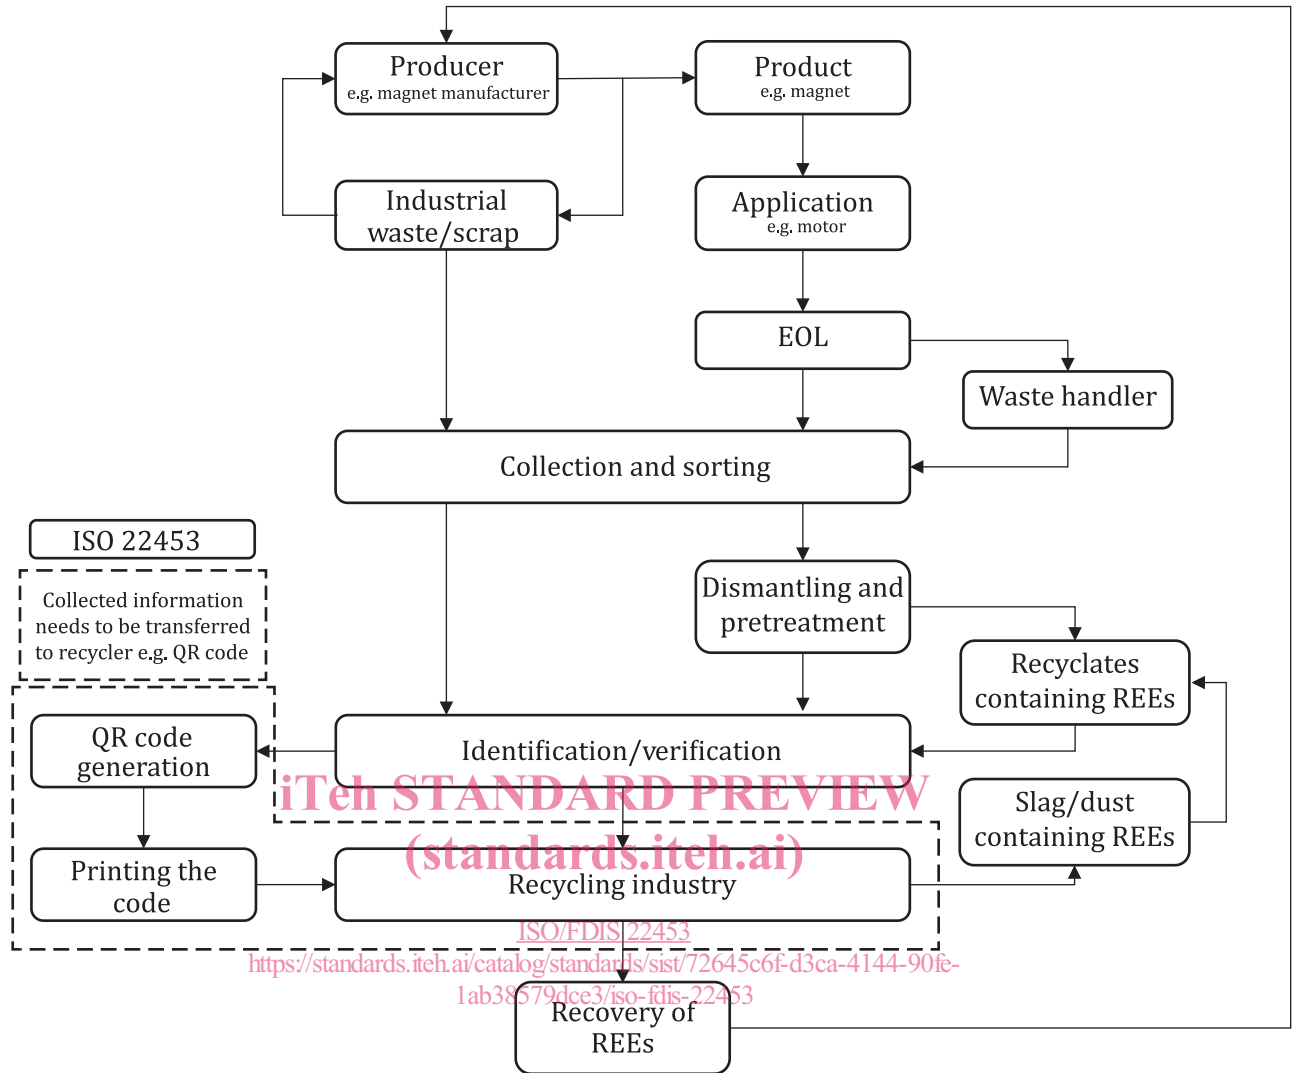 Producer
e.g. magnet manufacturer
Product
e.g. magnet
Industrial
waste/scrap
Application
e.g. motor
EOL
Waste handler
Collection and sorting
ISO 22453
Collected information
needs to be transferred
to recycler e.g. QR code
Dismantling and
pretreatment
Recyclates
containing REEs
QR code
generation
Identification/verification
iTeh STANDARD PREVIEW
(standards.iteh.ai)
Slag/dust
containing REEs
Printing the
code
Recycling industry
ISO/FDIS 22453
https://standards.iteh.ai/catalog/standards/sist/72645c6f-d3ca-4144-90fe-
1ab38579dce3/iso-fdis-22453
Recovery of
REEs